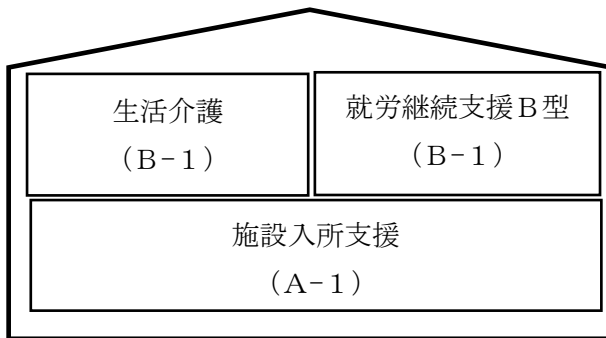 生活介護
（Ｂ-１）
就労継続支援Ｂ型
（Ｂ-１）
施設入所支援
（Ａ-１）